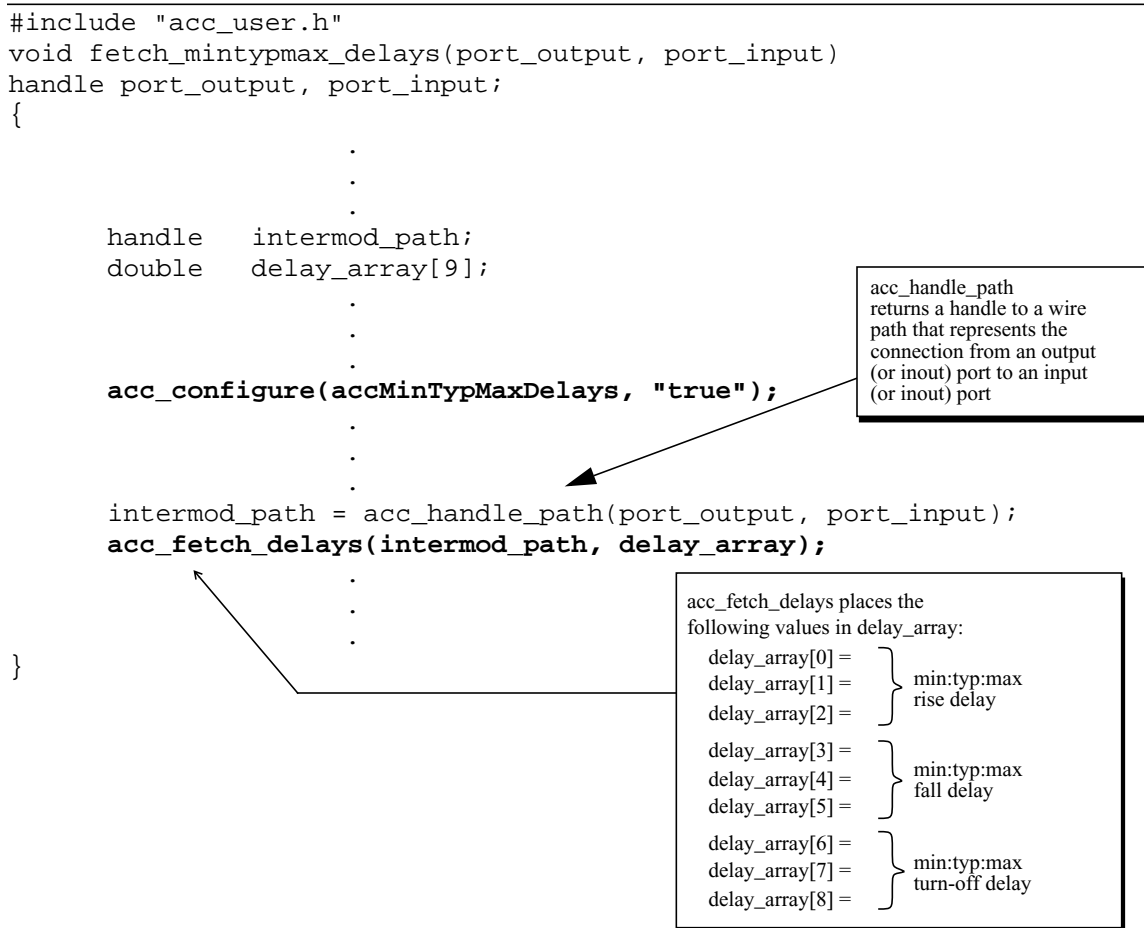 #include "acc_user.h"
void fetch_mintypmax_delays(port_output, port_input)
handle port_output, port_input;
{
.
.
.
handle intermod_path;
double delay_array[9];
.
.
.
acc_configure(accMinTypMaxDelays, "true");
.
.
.
intermod_path = acc_handle_path(port_output, port_input);
acc_fetch_delays(intermod_path, delay_array);
.
.
.
}
acc_handle_path
returns a handle to a wire
path that represents the
connection from an output
(or inout) port to an input
(or inout) port
acc_fetch_delays places the
following values in delay_array:
delay_array[0] =
delay_array[1] =
delay_array[2] =
min:typ:max
rise delay
delay_array[3] =
delay_array[4] =
delay_array[5] =
min:typ:max
fall delay
delay_array[6] =
delay_array[7] =
delay_array[8] =
min:typ:max
turn-off delay